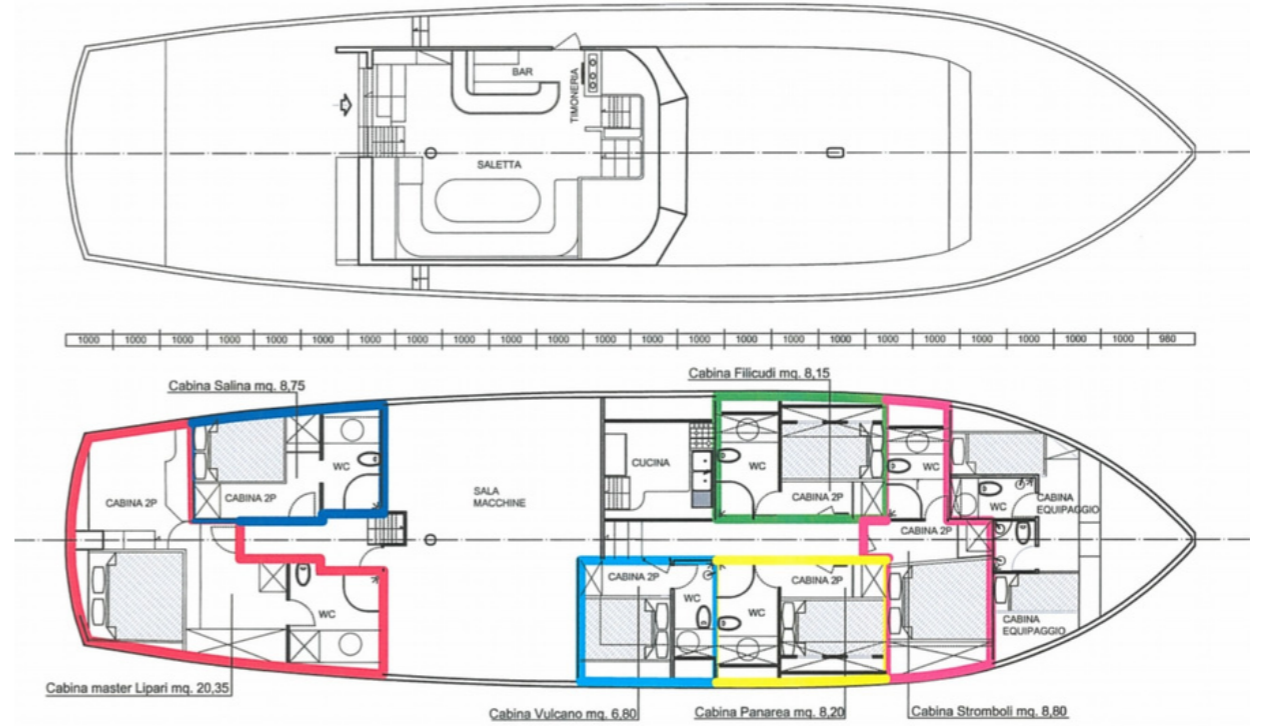 BAR
TIMONERIA
SALETTA
1000 1000 1000 1000 1000 1000 1000 1000 1000 1000 1000 1000 1000 1000 1000 1000 1000 1000 1000 1000 1000 1000 1000 980
Cabina Salina mq. 8,75
Cabina Filicudi mq. 8,15
CABINA 2P
CABINA 2P
WC
SALA
MACCHINE
CUCINA
WC
CABINA 2P
WC
CABINA 2P
WC
CABINA
EQUIPAGGIO
WC
CABINA 2P
WC
WC
CABINA 2P
CABINA
EQUIPAGGIO
Cabina master Lipari mq. 20,35
Cabina Vulcano mq. 6,80
Cabina Panarea mq. 8,20
Cabina Stromboli mq. 8,80